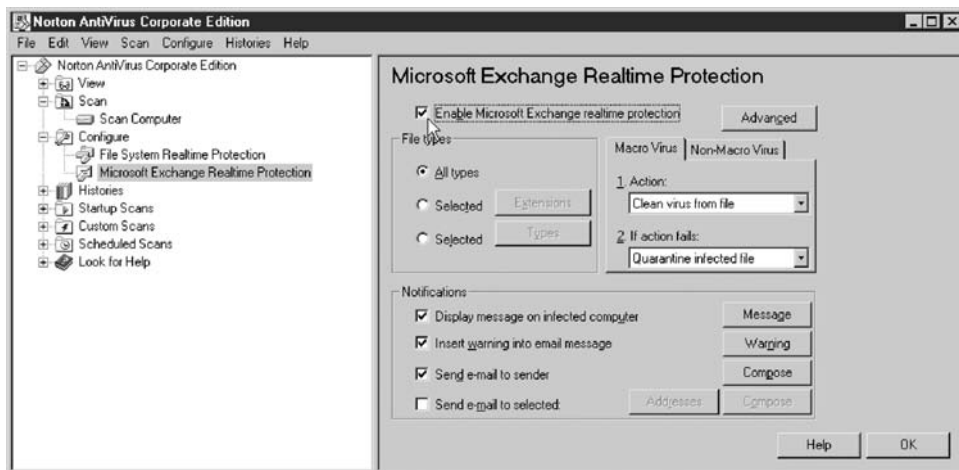 Norton AntiVirus Corporate Edition
File Edit View Scan Configure Histories Help
Norton AntiVirus Corporate Edition
View
Scan
Scan Computer
Configure
File System Realtime Protection
Microsoft Exchange Realtime Protection
Histories
Startup Scans
Custom Scans
Scheduled Scans
Look for Help
Microsoft Exchange Realtime Protection
Enable Microsoft Exchange realtime protection
Advanced
File types
All types
Selected Extensions
Selected Types
Macro Virus Non-Macro Virus
1. Action:
Clean virus from file
2. If action fails:
Quarantine infected file
Notifications
Display message on infected computer Message
Insert warning into email message Warning
Send e-mail to sender Compose
Send e-mail to selected: Addresses Compose
Help OK